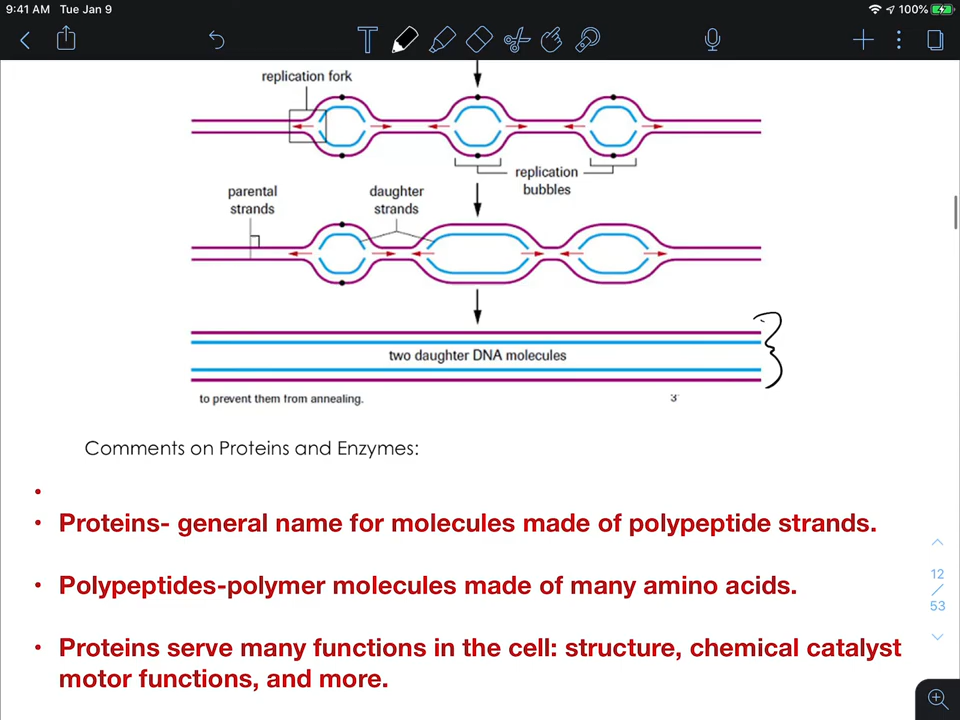 9:41 AM Tue Jan 9
100%
replication fork
replication
bubbles
parental
strands
daughter
strands
two daughter DNA molecules
to prevent them from annealing.
3'
Comments on Proteins and Enzymes:
• Proteins- general name for molecules made of polypeptide strands.
• Polypeptides-polymer molecules made of many amino acids.
• Proteins serve many functions in the cell: structure, chemical catalyst
motor functions, and more.
12
/
53